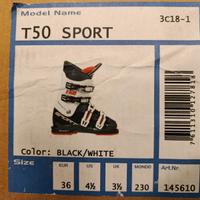 Model Name 3C18-1
T50 SPORT
Color: BLACK/WHITE
Size EUR US UK MONDO Art.Nr.
36 4½ 3½ 230 145610